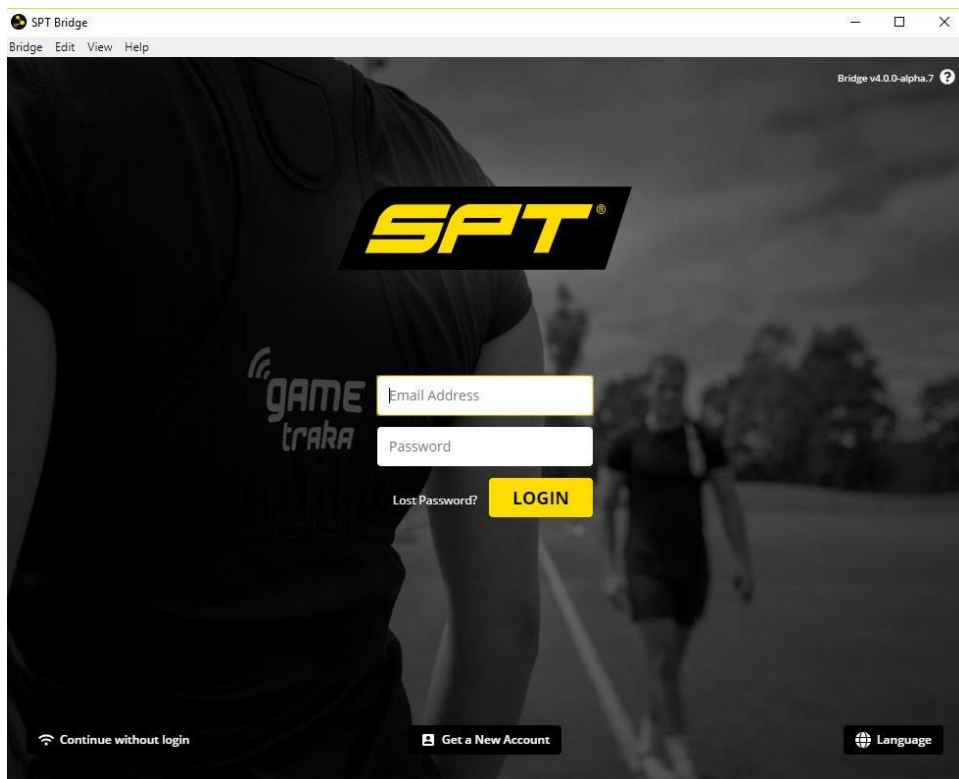 SPT Bridge
Bridge Edit View Help
Bridge v4.0.0-alpha.7 ?
SPT®
game
traka
Email Address
Password
Lost Password? LOGIN
Continue without login
Get a New Account
Language